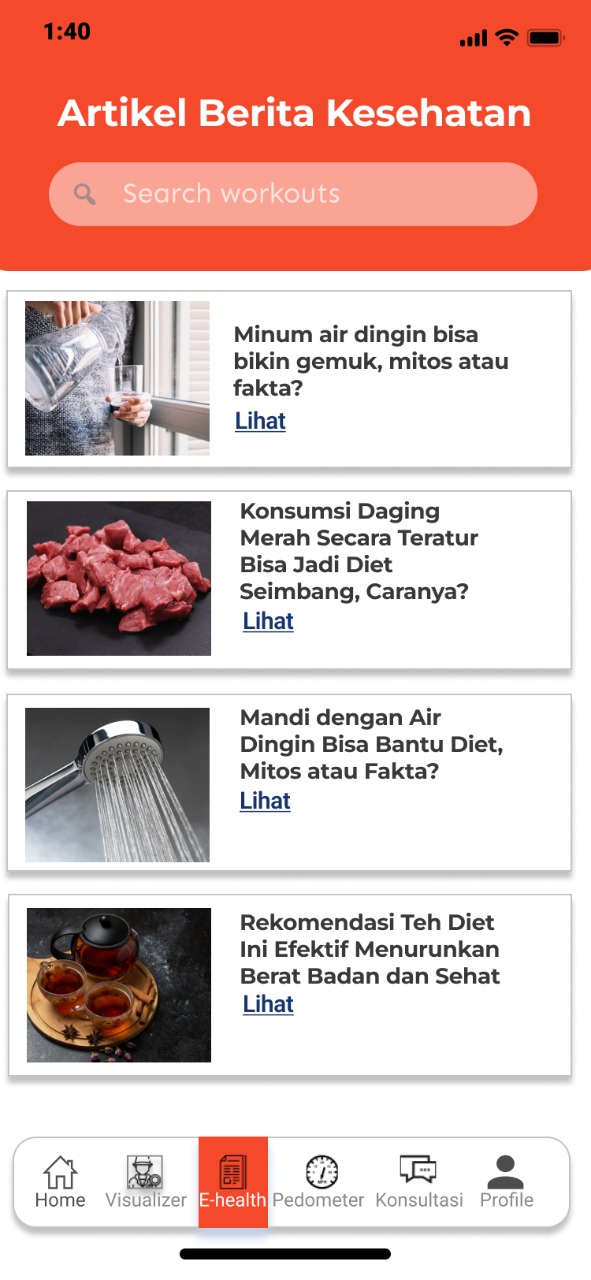 1:40
Artikel Berita Kesehatan
Search workouts
Minum air dingin bisa
bikin gemuk, mitos atau
fakta?
Lihat
Konsumsi Daging
Merah Secara Teratur
Bisa Jadi Diet
Seimbang, Caranya?
Lihat
Mandi dengan Air
Dingin Bisa Bantu Diet,
Mitos atau Fakta?
Lihat
Rekomendasi Teh Diet
Ini Efektif Menurunkan
Berat Badan dan Sehat
Lihat
Home Visualizer E-health Pedometer Konsultasi Profile